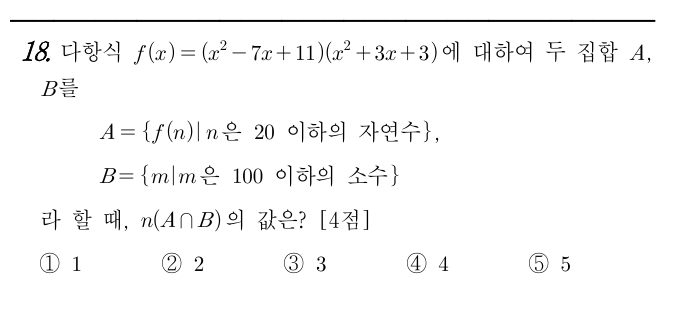 18. 다항식 f(x)=(x²−7x+11)(x²+3x+3)에 대하여 두 집합 A,
B를
A={f(n)|n은 20 이하의 자연수},
B={m|m은 100 이하의 소수}
라 할 때, n(A∩B)의 값은? [4점]
① 1 ② 2 ③ 3 ④ 4 ⑤ 5